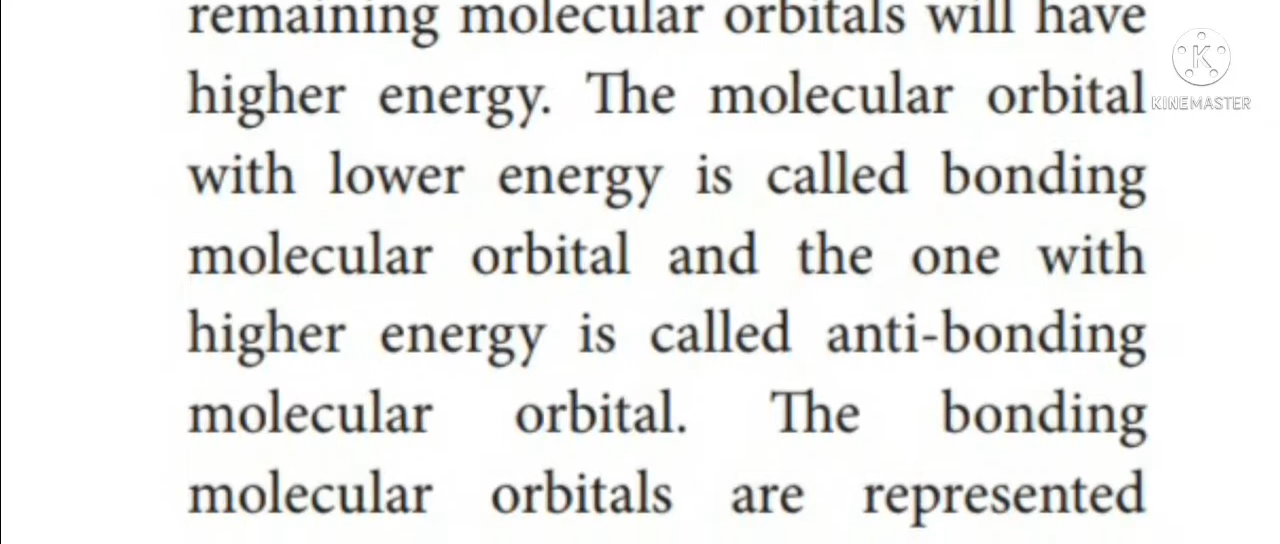 remaining molecular orbitals will have
higher energy. The molecular orbital
with lower energy is called bonding
molecular orbital and the one with
higher energy is called anti-bonding
molecular orbital. The bonding
molecular orbitals are represented
K
KINEMASTER